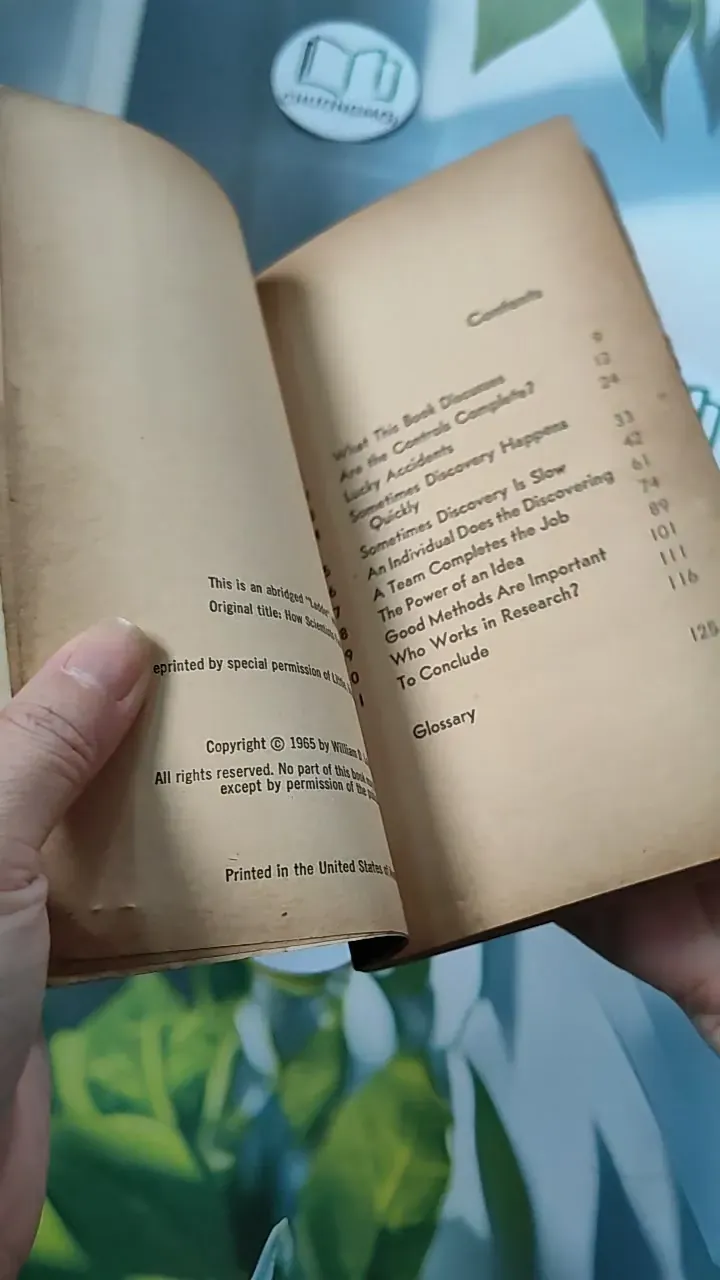 This is an abridged "Ladder
Original title: How Scientists
eprinted by special permission of Little,
Copyright © 1965 by William
All rights reserved. No part of this book
except by permission of the
Printed in the United States of
Contents
What This Book Discusses 9
Are the Controls Complete? 12
Lucky Accidents 24
Sometimes Discovery Happens
Quickly 33
Sometimes Discovery Is Slow 42
An Individual Does the Discovering 61
A Team Completes the Job 74
The Power of an Idea 89
Good Methods Are Important 101
Who Works in Research? 111
To Conclude 116
Glossary 125